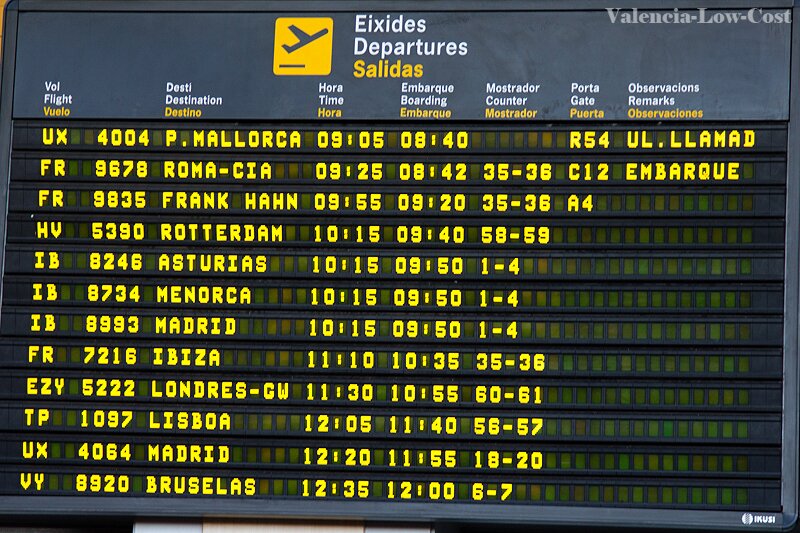 Valencia-Low-Cost
Eixides
Departures
Salidas
Vol Destí Hora Embarque Mostrador Porta Observacions
Flight Destination Time Boarding Counter Gate Remarks
Vuelo Destino Hora Embarque Mostrador Puerta Observaciones
UX 4004 P.MALLORCA 09:05 08:40 R54 UL.LLAMAD
FR 9678 ROMA-CIA 09:25 08:42 35-36 C12 EMBARQUE
FR 9835 FRANK HAHN 09:55 09:20 35-36 A4
HV 5390 ROTTERDAM 10:15 09:40 58-59
IB 8246 ASTURIAS 10:15 09:50 1-4
IB 8734 MENORCA 10:15 09:50 1-4
IB 8993 MADRID 10:15 09:50 1-4
FR 7216 IBIZA 11:10 10:35 35-36
EZY 5222 LONDRES-GW 11:30 10:55 60-61
TP 1097 LISBOA 12:05 11:40 56-57
UX 4064 MADRID 12:20 11:55 18-20
VY 8920 BRUSELAS 12:35 12:00 6-7
IKUSI